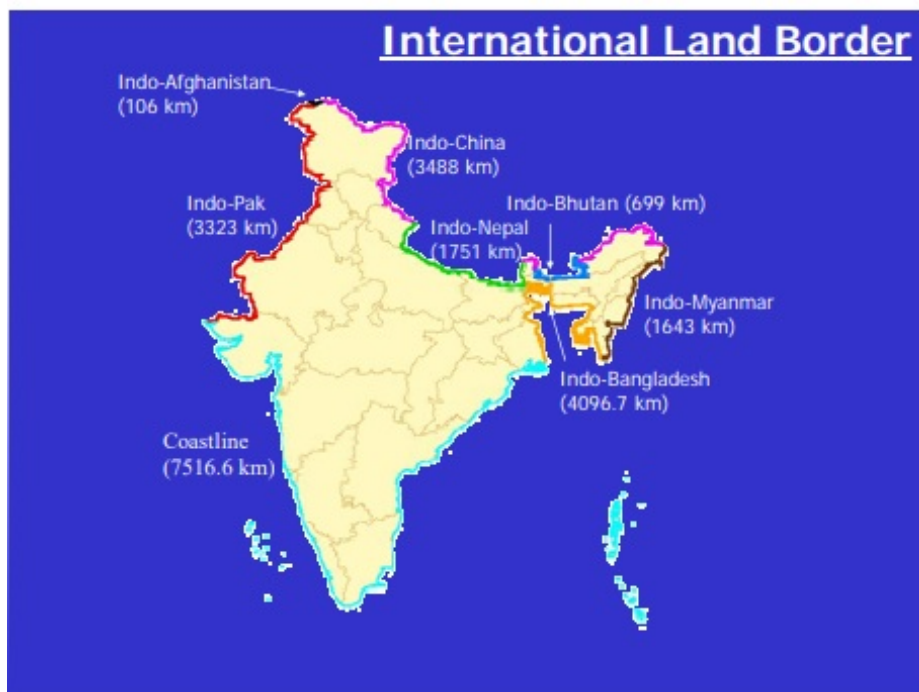 International Land Border
Indo-Afghanistan
(106 km)
Indo-China
(3488 km)
Indo-Pak
(3323 km)
Indo-Bhutan (699 km)
Indo-Nepal
(1751 km)
Indo-Myanmar
(1643 km)
Indo-Bangladesh
(4096.7 km)
Coastline
(7516.6 km)